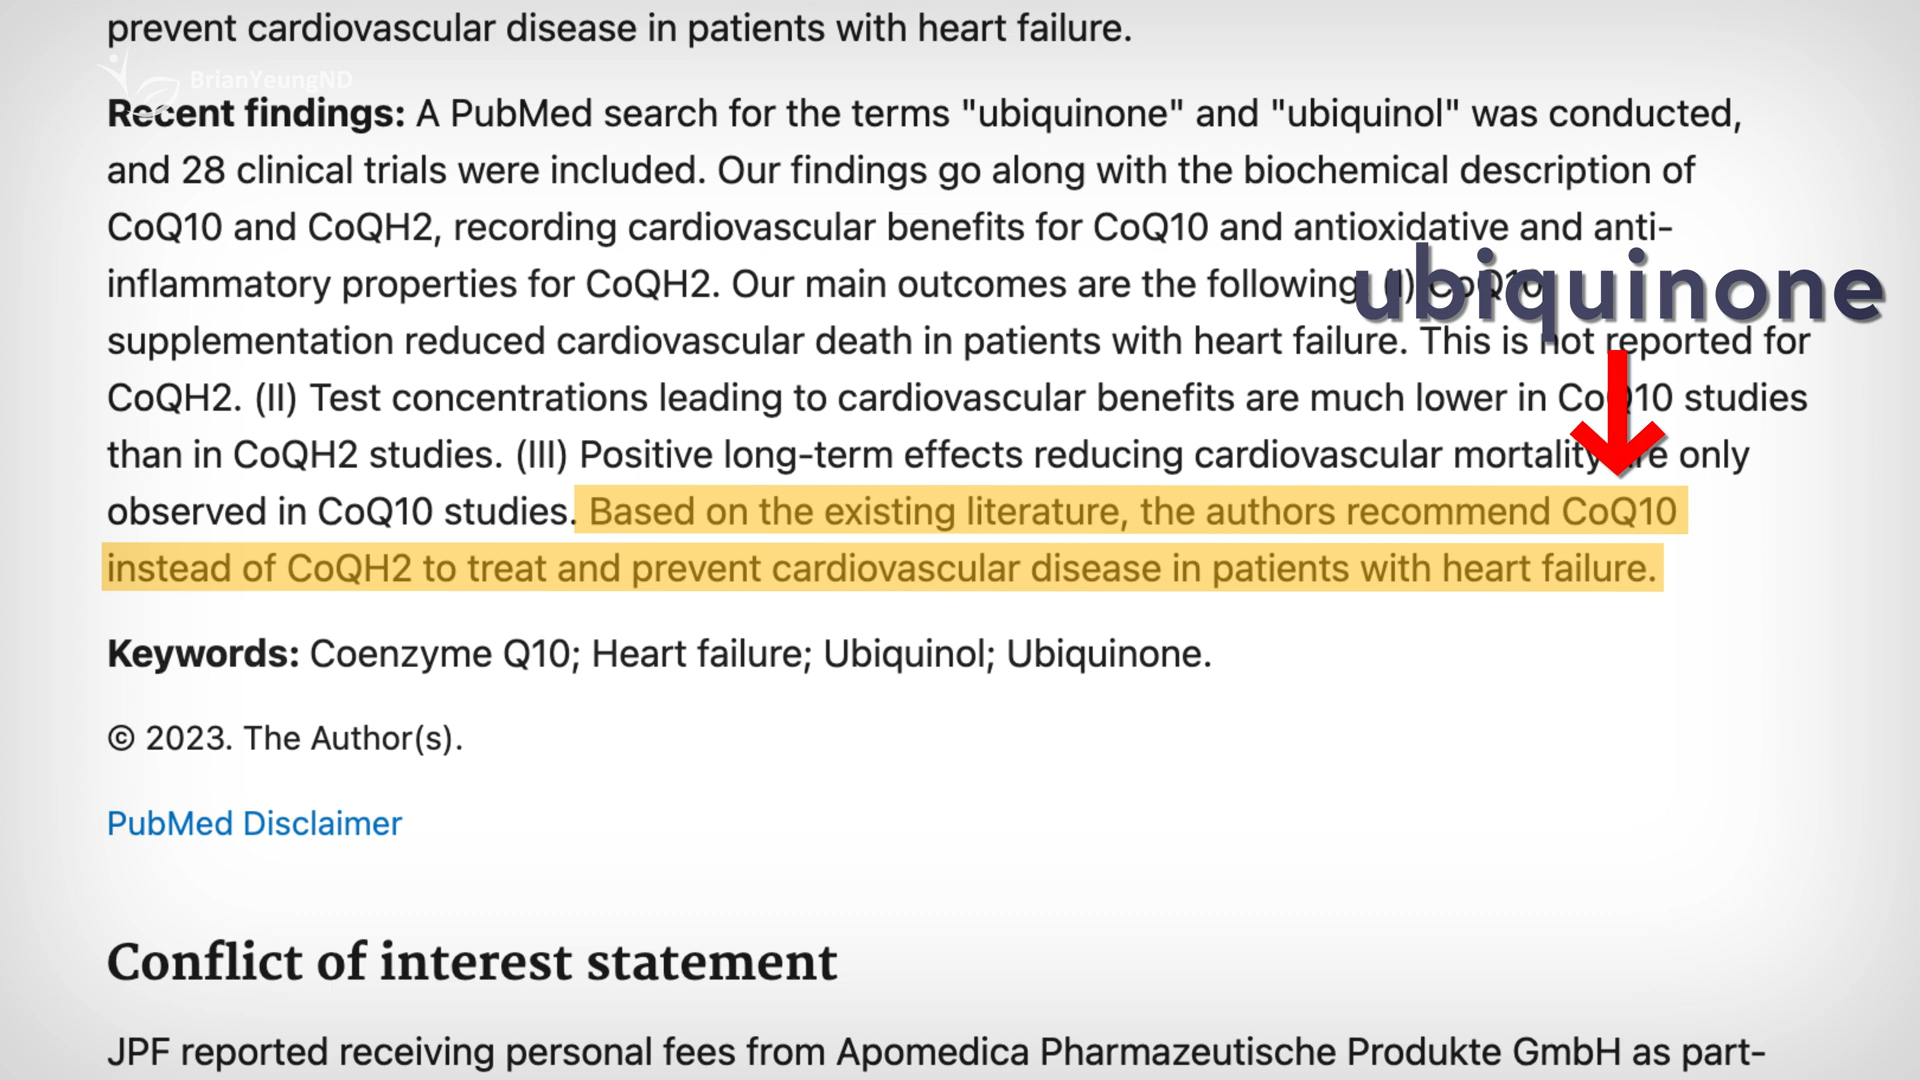 prevent cardiovascular disease in patients with heart failure.
BrianYeungND
Recent findings: A PubMed search for the terms "ubiquinone" and "ubiquinol" was conducted,
and 28 clinical trials were included. Our findings go along with the biochemical description of
CoQ10 and CoQH2, recording cardiovascular benefits for CoQ10 and antioxidative and anti-
inflammatory properties for CoQH2. Our main outcomes are the following: (I) CoQ10
ubiquinone
supplementation reduced cardiovascular death in patients with heart failure. This is not reported for
CoQH2. (II) Test concentrations leading to cardiovascular benefits are much lower in CoQ10 studies
than in CoQH2 studies. (III) Positive long-term effects reducing cardiovascular mortality are only
observed in CoQ10 studies. Based on the existing literature, the authors recommend CoQ10
instead of CoQH2 to treat and prevent cardiovascular disease in patients with heart failure.
Keywords: Coenzyme Q10; Heart failure; Ubiquinol; Ubiquinone.
© 2023. The Author(s).
PubMed Disclaimer
Conflict of interest statement
JPF reported receiving personal fees from Apomedica Pharmazeutische Produkte GmbH as part-